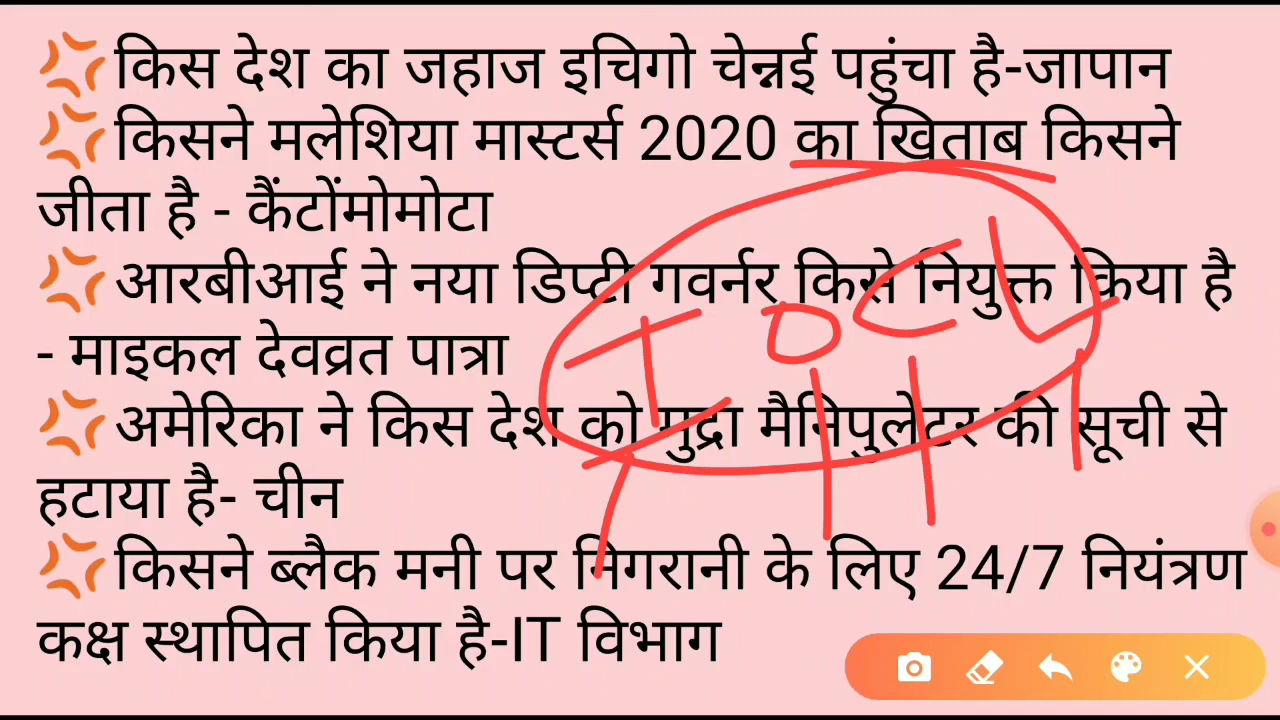 किस देश का जहाज इचिगो चेन्नई पहुंचा है-जापान
किसने मलेशिया मास्टर्स 2020 का खिताब किसने
जीता है - कैंटोंमोमोटा
आरबीआई ने नया डिप्टी गवर्नर किसे नियुक्त किया है
- माइकल देवव्रत पात्रा
IOCL
अमेरिका ने किस देश को मुद्रा मैनिपुलेटर की सूची से
हटाया है- चीन
किसने ब्लैक मनी पर निगरानी के लिए 24/7 नियंत्रण
कक्ष स्थापित किया है-IT विभाग